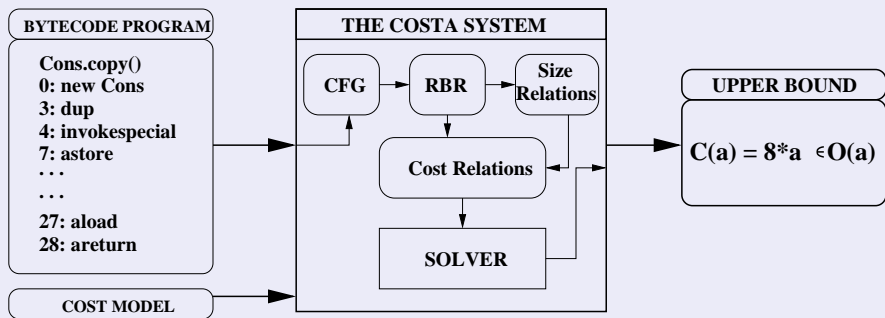 BYTECODE PROGRAM
Cons.copy()
0: new Cons
3: dup
4: invokespecial
7: astore
. . .
. . .
27: aload
28: areturn
COST MODEL
THE COSTA SYSTEM
CFG
RBR
Size
Relations
Cost Relations
SOLVER
UPPER BOUND
C(a) = 8*a ∊O(a)